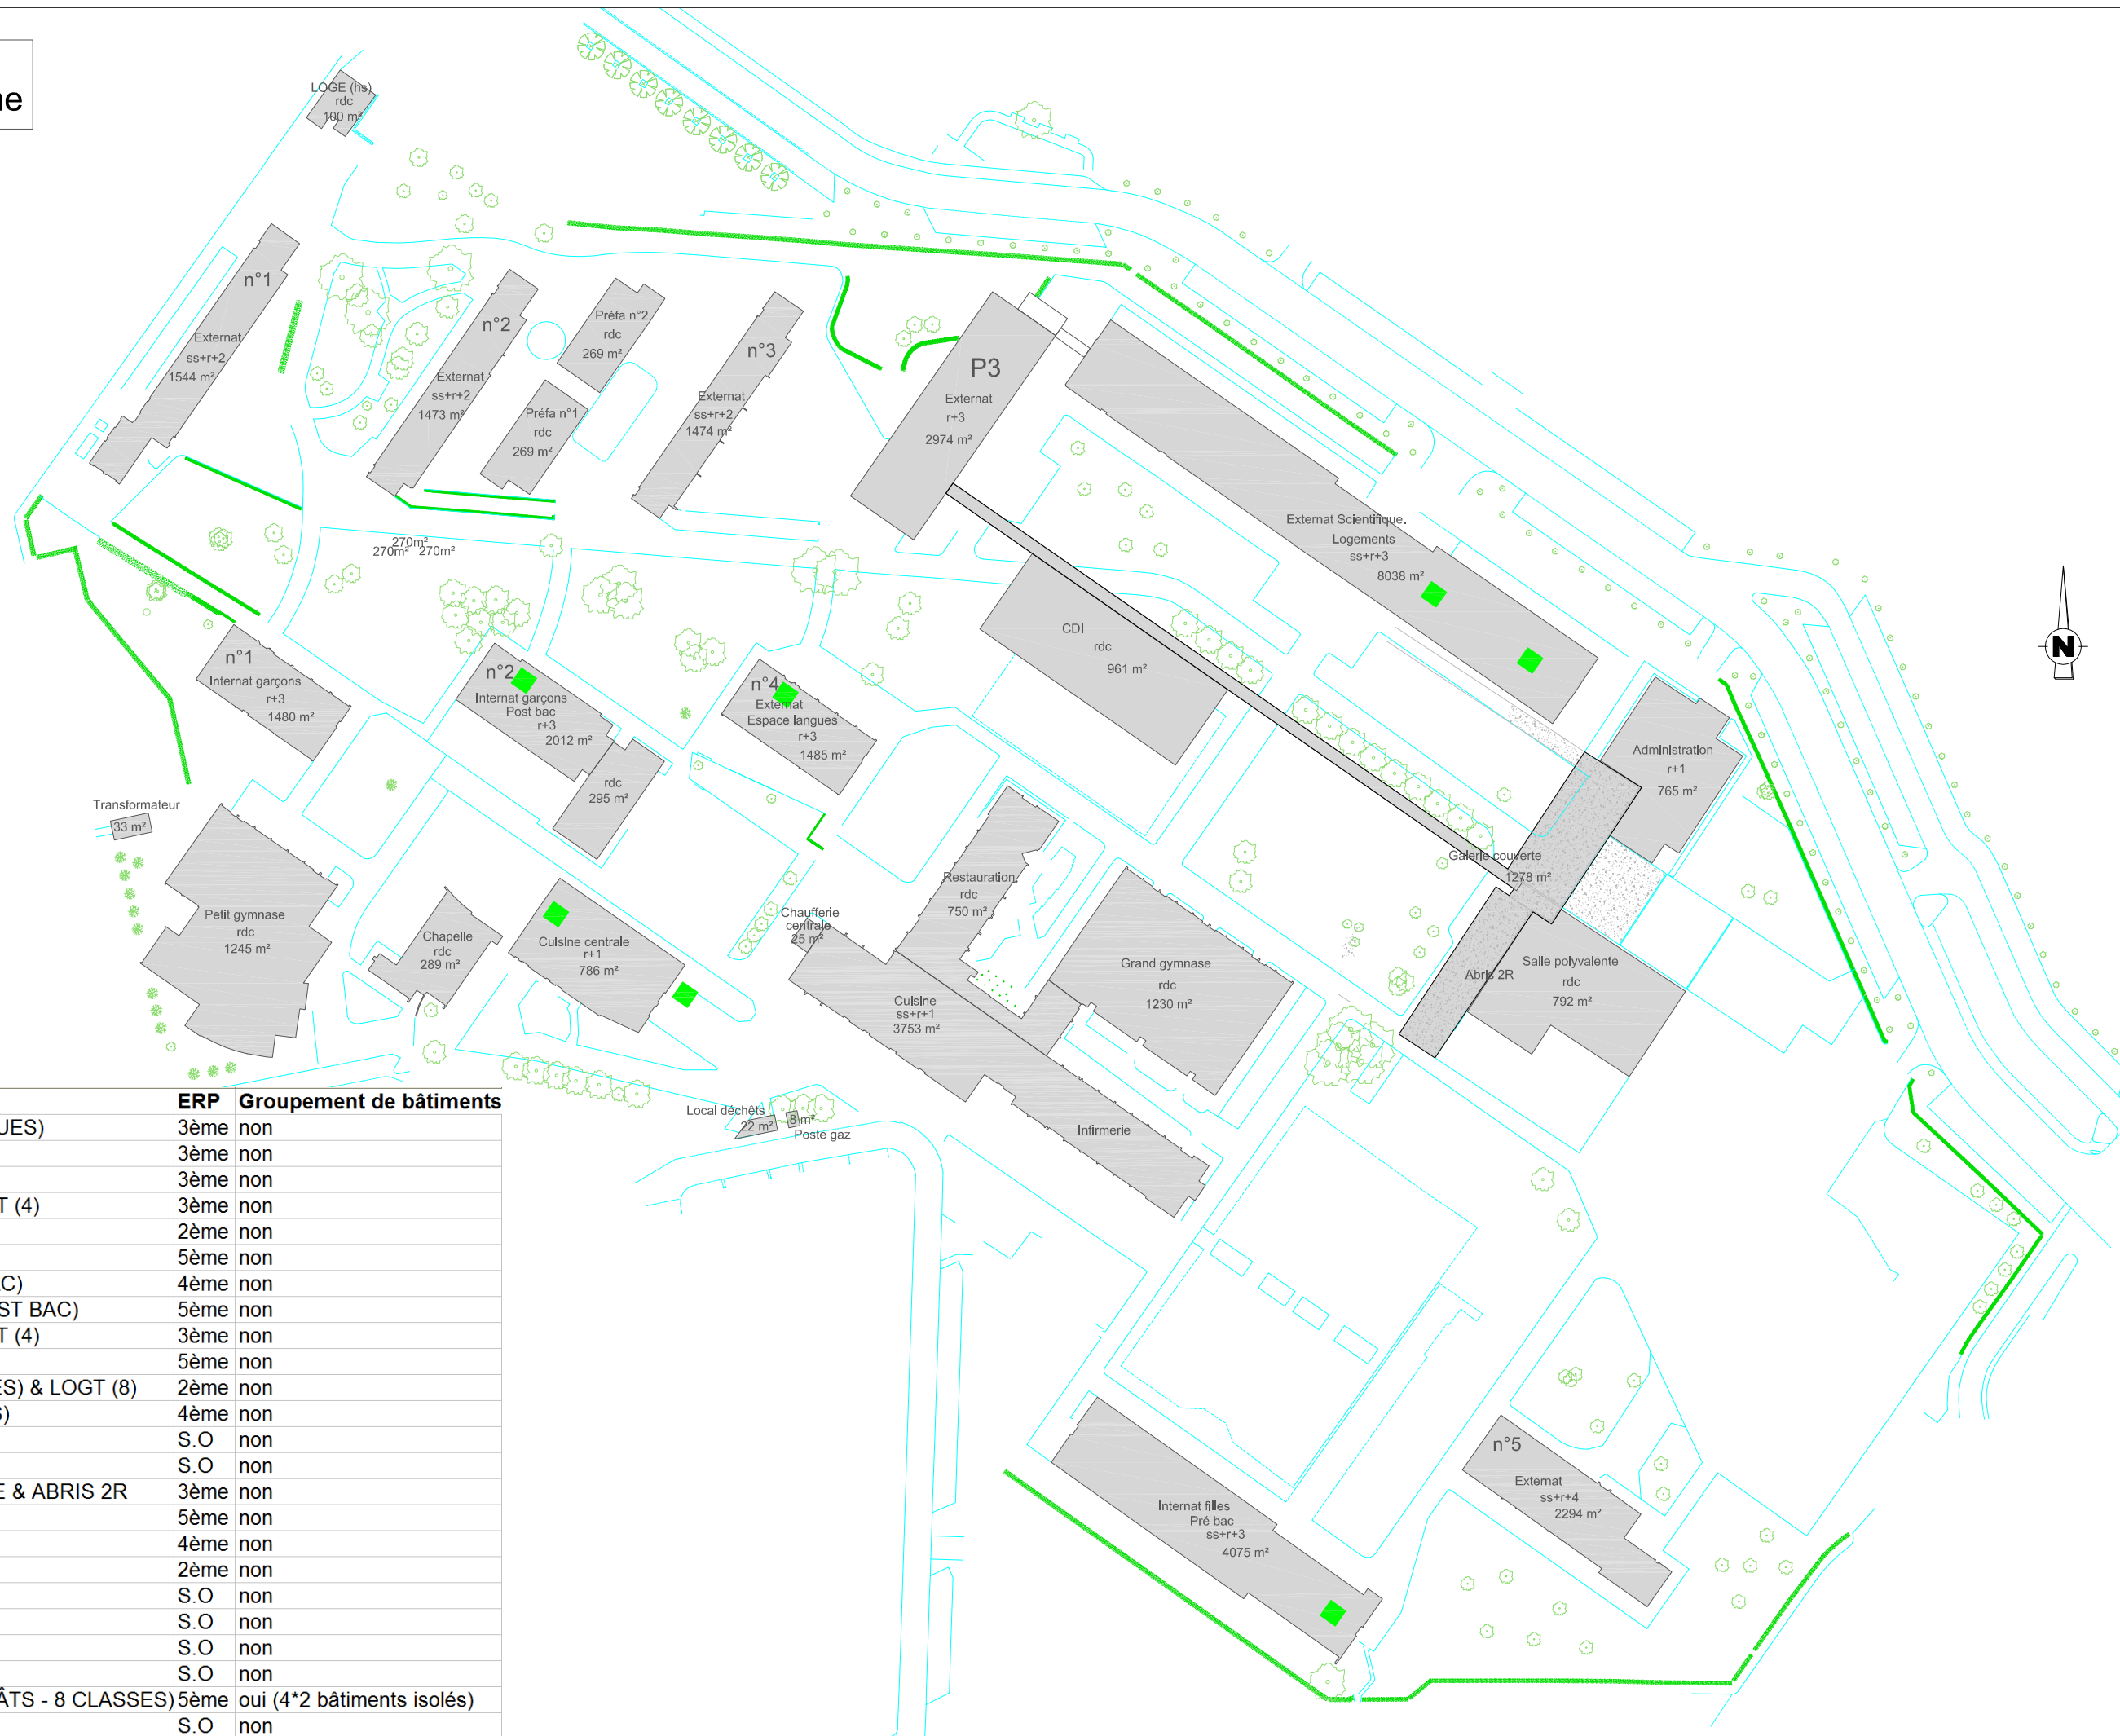 ne
LOGE (hs)
rdc
100 m²
n°1
Externat
ss+r+2
1544 m²
n°2
Externat
ss+r+2
1473 m²
Préfa n°2
rdc
269 m²
Préfa n°1
rdc
269 m²
n°3
Externat
ss+r+2
1474 m²
P3
Externat
r+3
2974 m²
Externat Scientifique.
Logements
ss+r+3
8038 m²
270m²
270m² 270m²
CDI
rdc
961 m²
N
n°1
Internat garçons
r+3
1480 m²
n°2
Internat garçons
Post bac
r+3
2012 m²
rdc
295 m²
n°4
Externat
Espace langues
r+3
1485 m²
Administration
r+1
765 m²
Transformateur
33 m²
Petit gymnase
rdc
1245 m²
Chapelle
rdc
289 m²
Cuisine centrale
r+1
786 m²
Chaufferie
centrale
25 m²
Restauration
rdc
750 m²
Galerie couverte
1278 m²
Grand gymnase
rdc
1230 m²
Abris 2R
Salle polyvalente
rdc
792 m²
Cuisine
ss+r+1
3753 m²
Infirmerie
Local déchêts
22 m²
8 m²
Poste gaz
n°5
Externat
ss+r+4
2294 m²
Internat filles
Pré bac
ss+r+3
4075 m²
ERP Groupement de bâtiments
UES) 3ème non
3ème non
3ème non
T (4) 3ème non
2ème non
5ème non
C) 4ème non
ST BAC) 5ème non
T (4) 3ème non
5ème non
ES) & LOGT (8) 2ème non
S) 4ème non
S.O non
S.O non
E & ABRIS 2R 3ème non
5ème non
4ème non
2ème non
S.O non
S.O non
S.O non
S.O non
ÂTS - 8 CLASSES) 5ème oui (4*2 bâtiments isolés)
S.O non